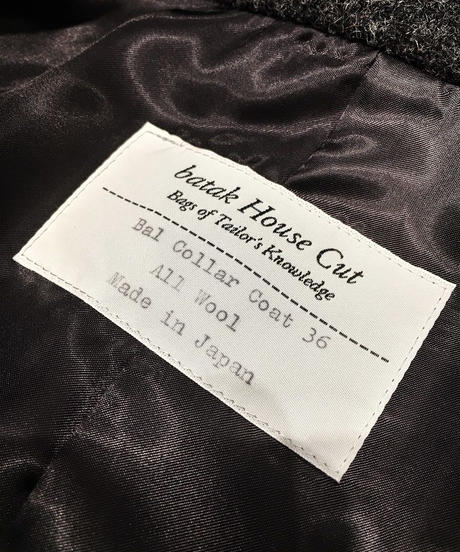 batak House Cut
Bags of Tailor's Knowledge
Bal Collar Coat 36
All Wool
Made in Japan